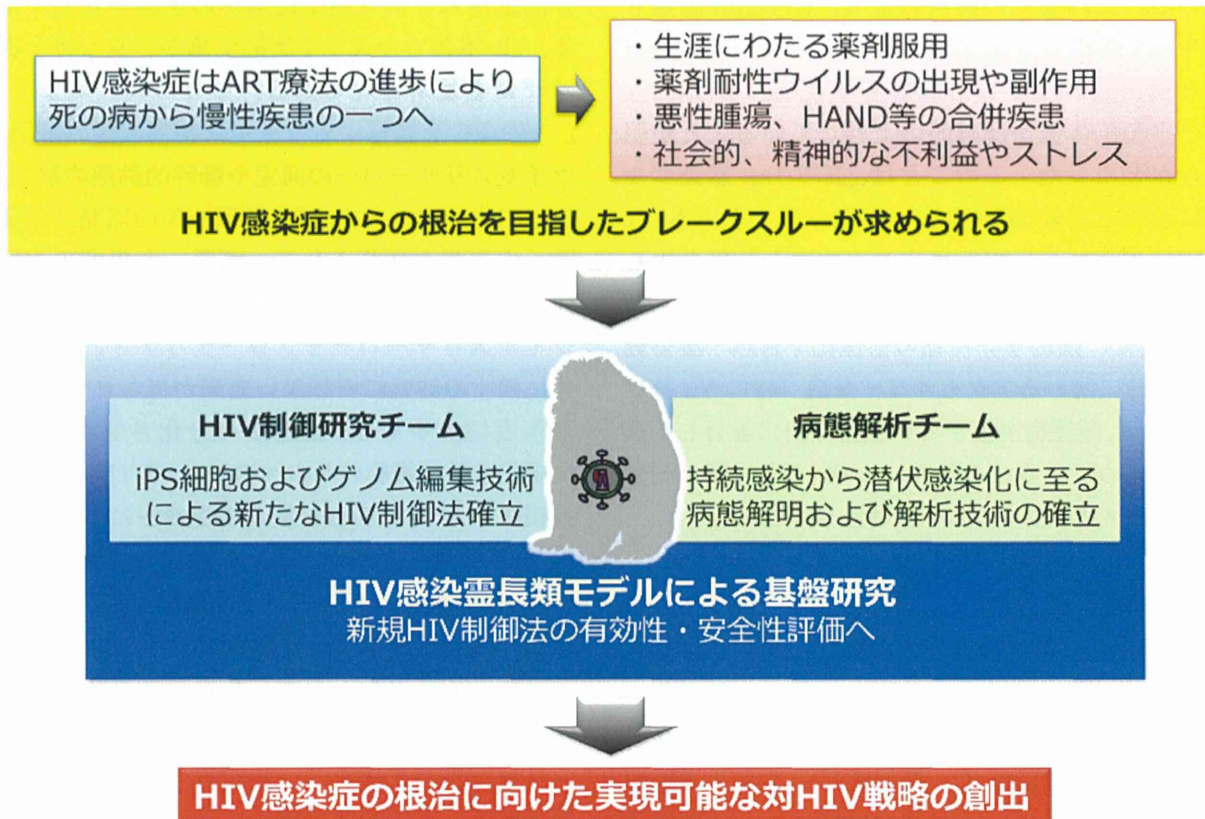 HIV感染症はART療法の進歩により
死の病から慢性疾患の一つへ
・生涯にわたる薬剤服用
・薬剤耐性ウイルスの出現や副作用
・悪性腫瘍、HAND等の合併疾患
・社会的、精神的な不利益やストレス
HIV感染症からの根治を目指したブレークスルーが求められる
HIV制御研究チーム
iPS細胞およびゲノム編集技術
による新たなHIV制御法確立
病態解析チーム
持続感染から潜伏感染化に至る
病態解明および解析技術の確立
HIV感染霊長類モデルによる基盤研究
新規HIV制御法の有効性・安全性評価へ
HIV感染症の根治に向けた実現可能な対HIV戦略の創出